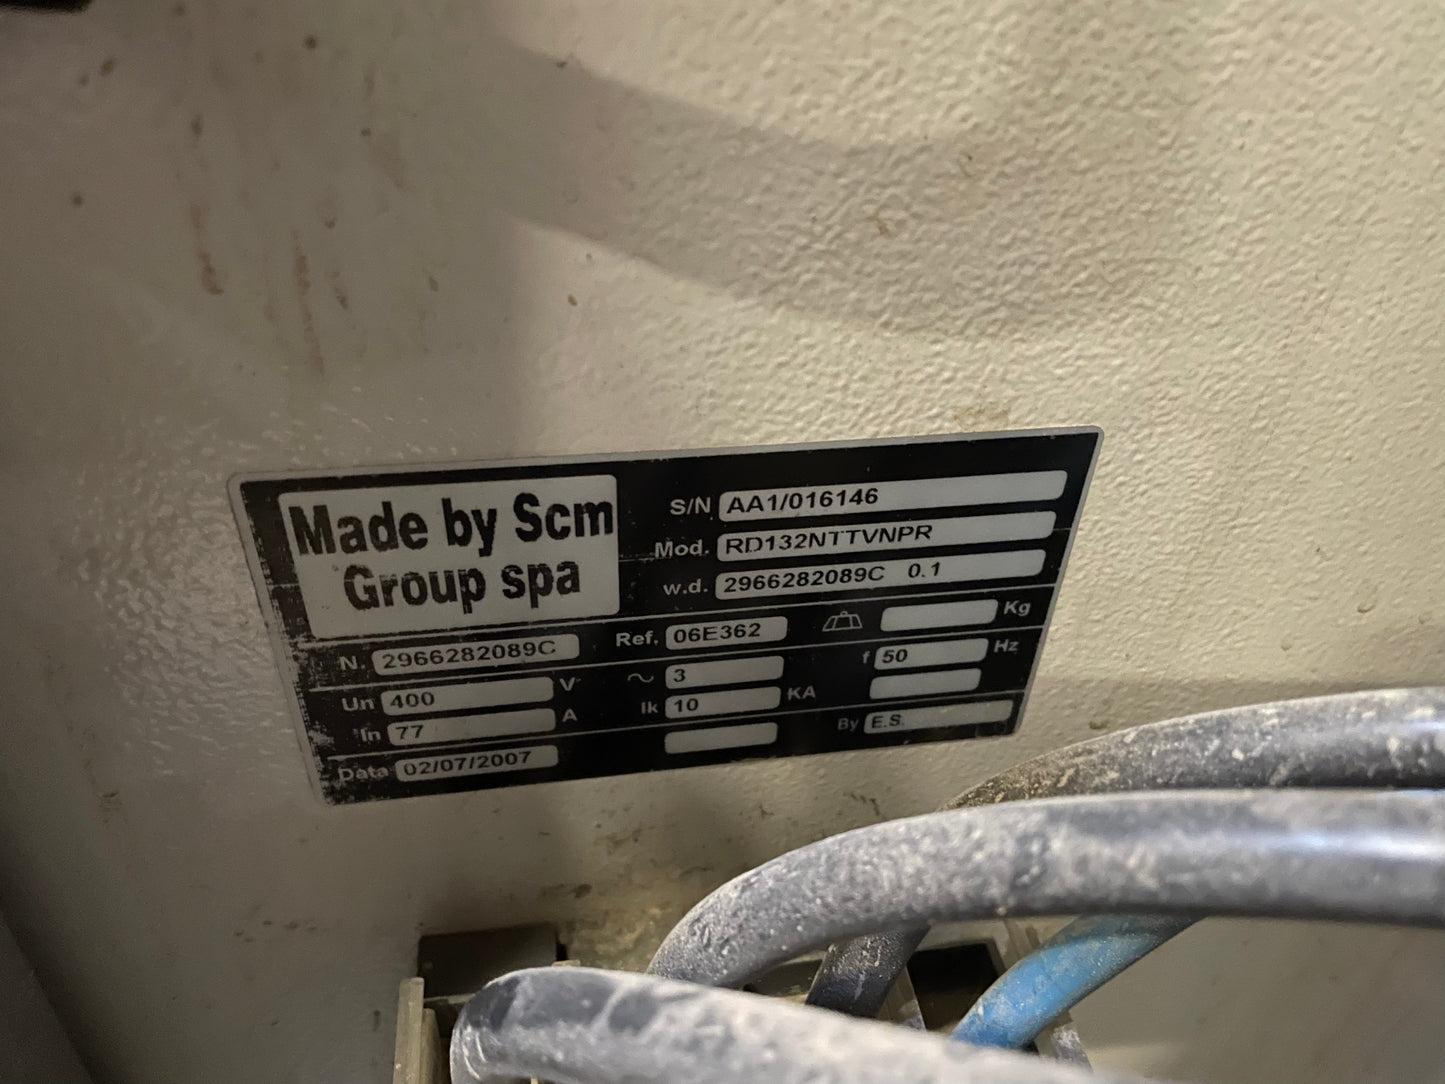 Made by Scm
Group spa
S/N AA1/016146
Mod. RD132NTTVNPR
w.d. 2966282089C 0.1
N. 2966282089C Ref. 06E362 Kg
Un 400 V ~ 3 f 50 Hz
In 77 A Ik 10 KA
Data 02/07/2007 By E.S.